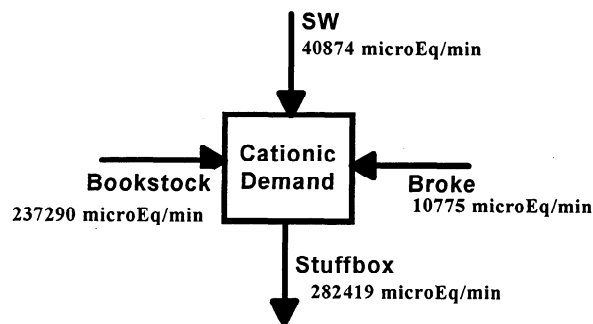 SW
40874 microEq/min
Cationic
Demand
Bookstock
237290 microEq/min
Broke
10775 microEq/min
Stuffbox
282419 microEq/min